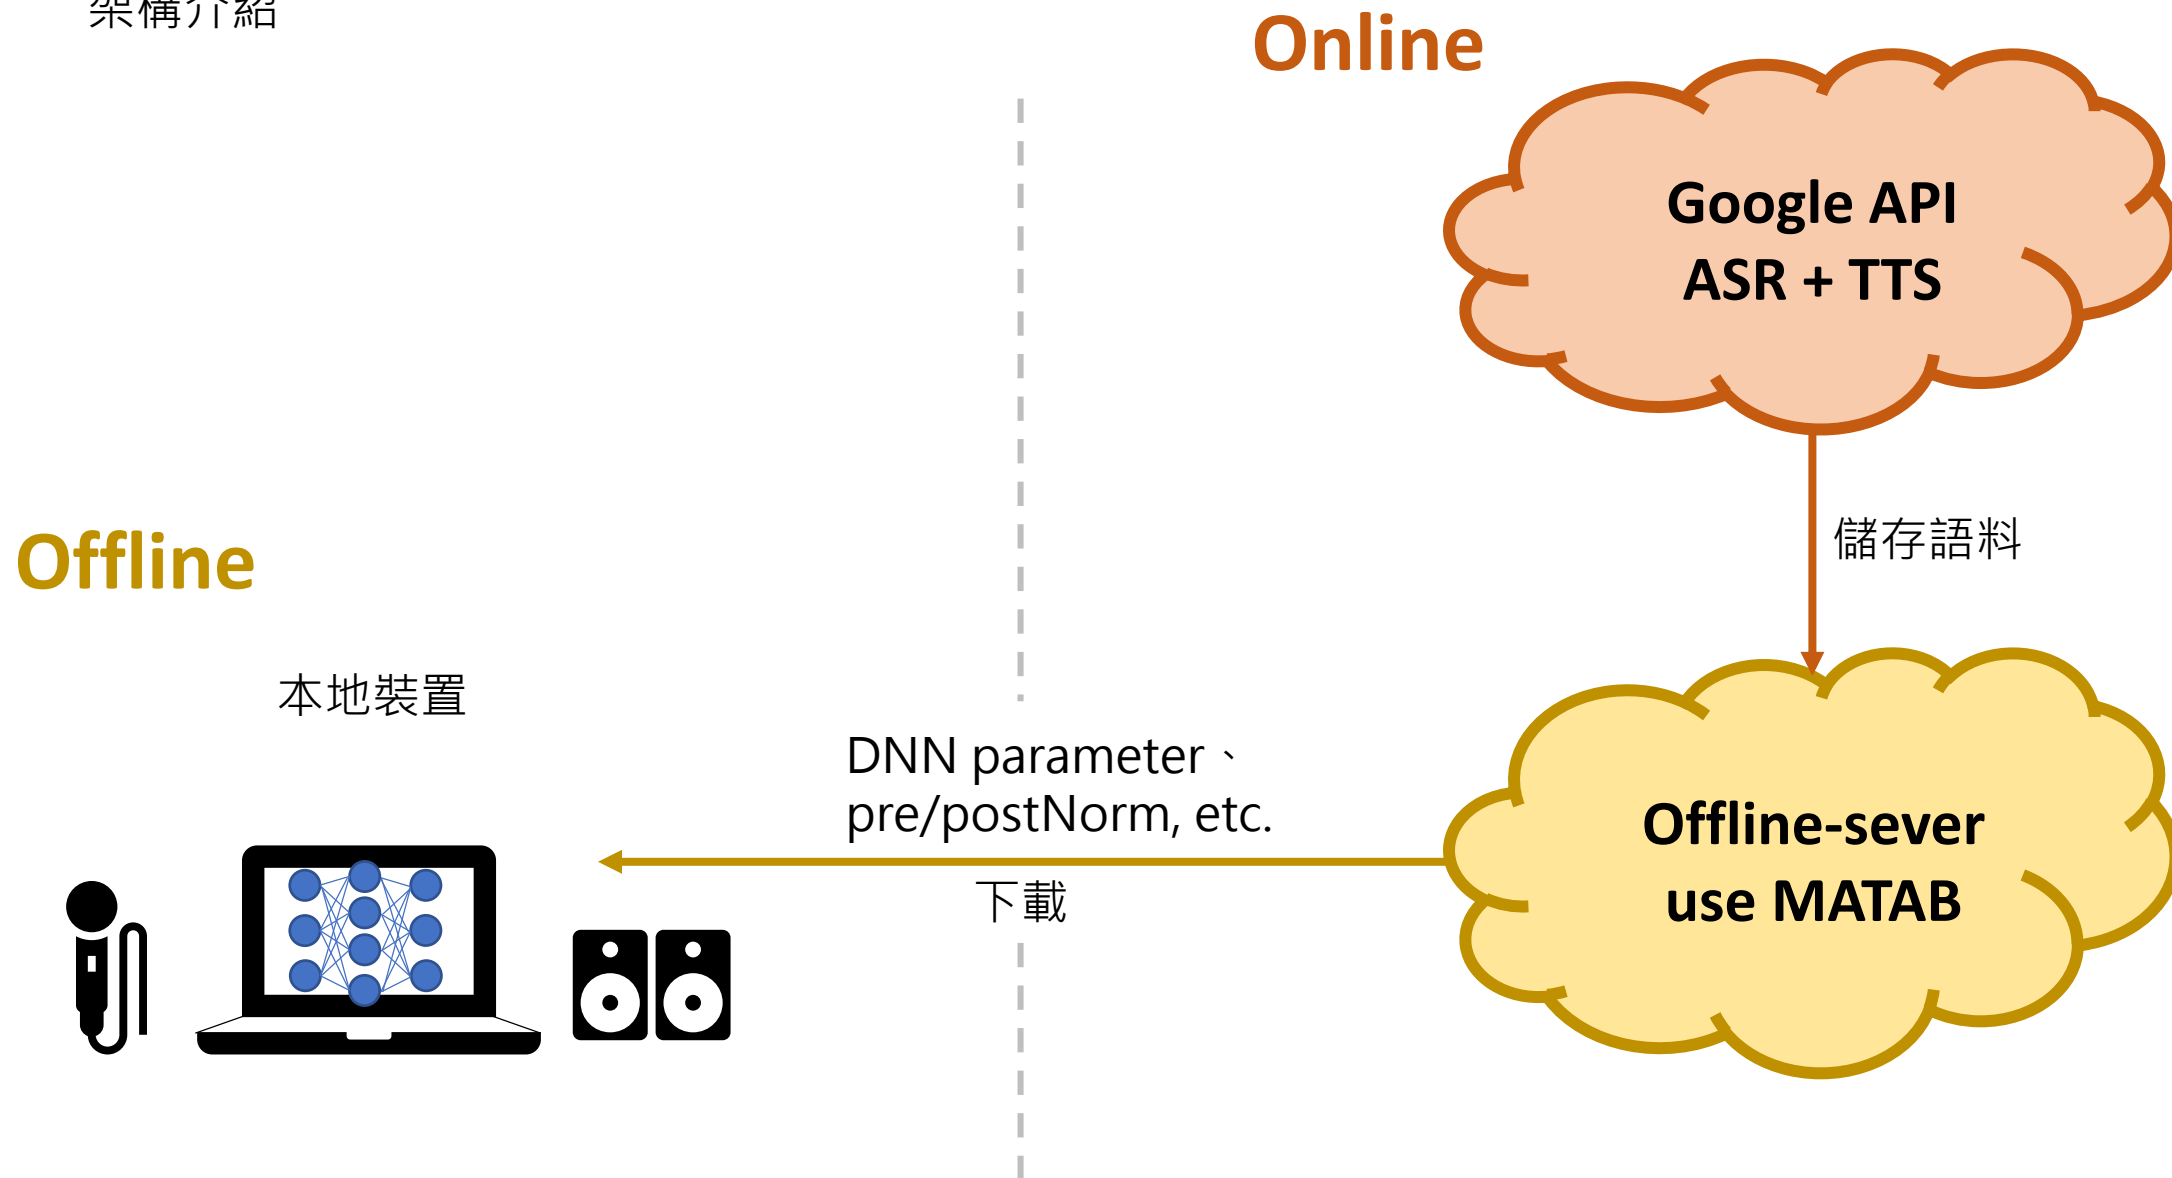 架構介紹
Online
Google API
ASR + TTS
儲存語料
Offline
本地裝置
DNN parameter、
pre/postNorm, etc.
下載
Offline-sever
use MATAB